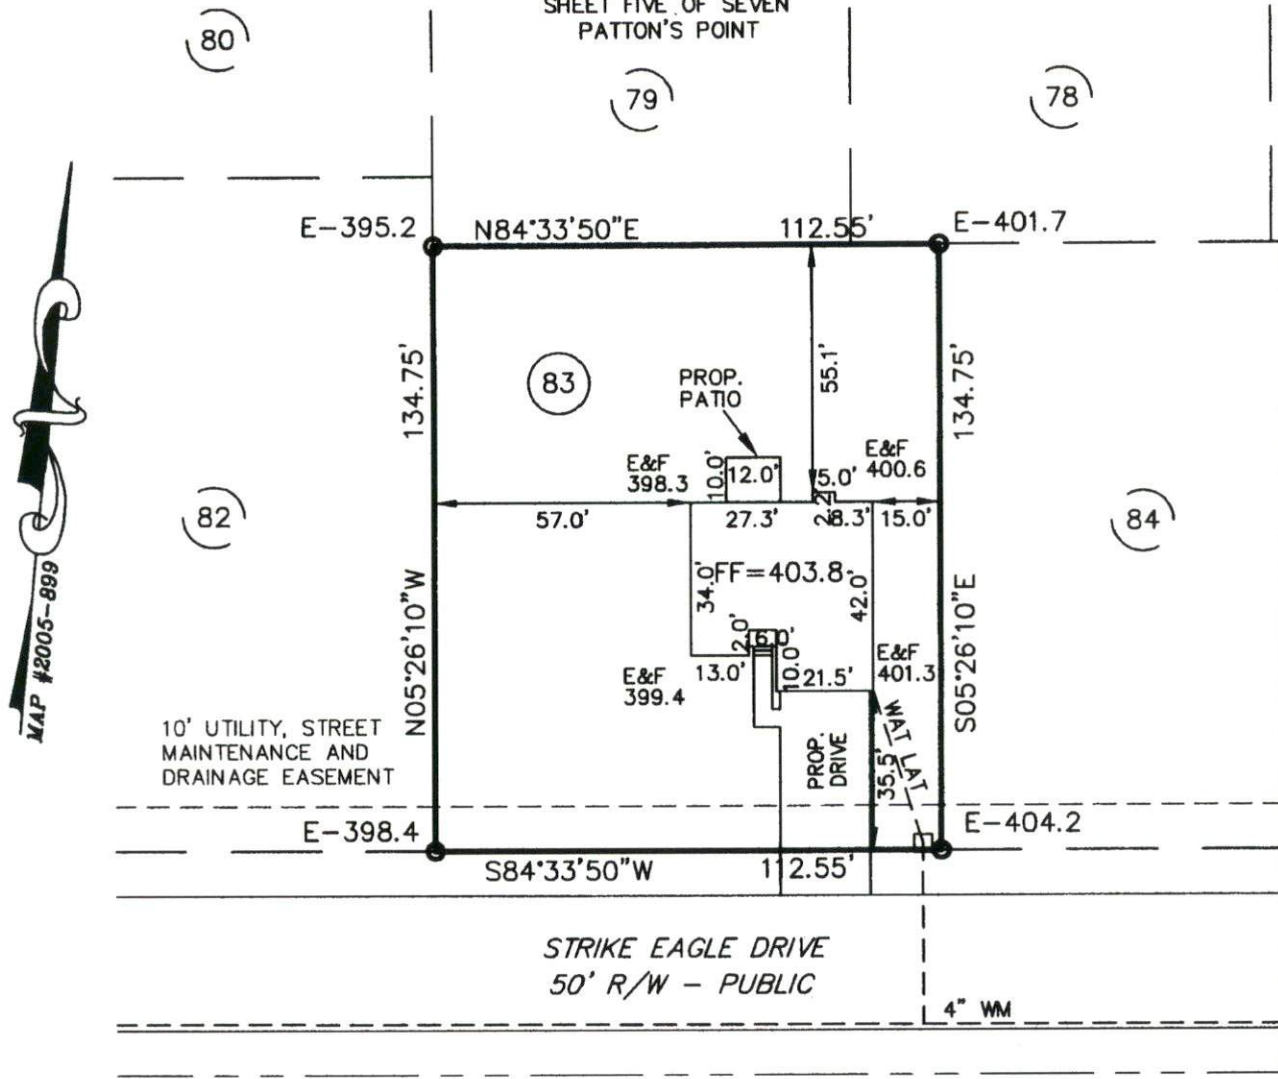 SHEET FIVE OF SEVEN
PATTON'S POINT
80
79
78
E-395.2
N84°33'50"E
112.55'
E-401.7
134.75'
83
PROP.
PATIO
55.1'
134.75'
E&F
398.3
10.0'
12.0'
5.0'
E&F
400.6
82
57.0'
27.3'
2.2'
8.3'
15.0'
84
34.0'
FF=403.8
42.0'
2.0'
6.0'
13.0'
10.0'
21.5'
E&F
399.4
E&F
401.3
N05°26'10"W
S05°26'10"E
MAP #2005-899
10' UTILITY, STREET
MAINTENANCE AND
DRAINAGE EASEMENT
PROP.
DRIVE
35.5'
WAT LAT
E-398.4
E-404.2
S84°33'50"W
112.55'
STRIKE EAGLE DRIVE
50' R/W - PUBLIC
4" WM